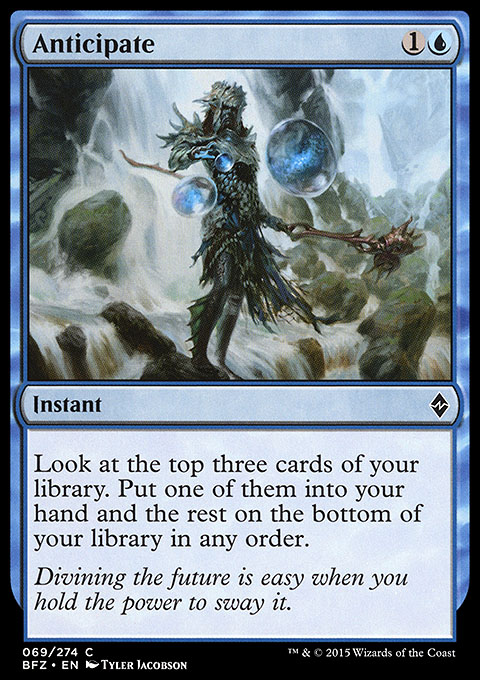 Anticipate 1
Instant
Look at the top three cards of your
library. Put one of them into your
hand and the rest on the bottom of
your library in any order.
Divining the future is easy when you
hold the power to sway it.
069/274 C
BFZ • EN Tyler Jacobson
™ & © 2015 Wizards of the Coast